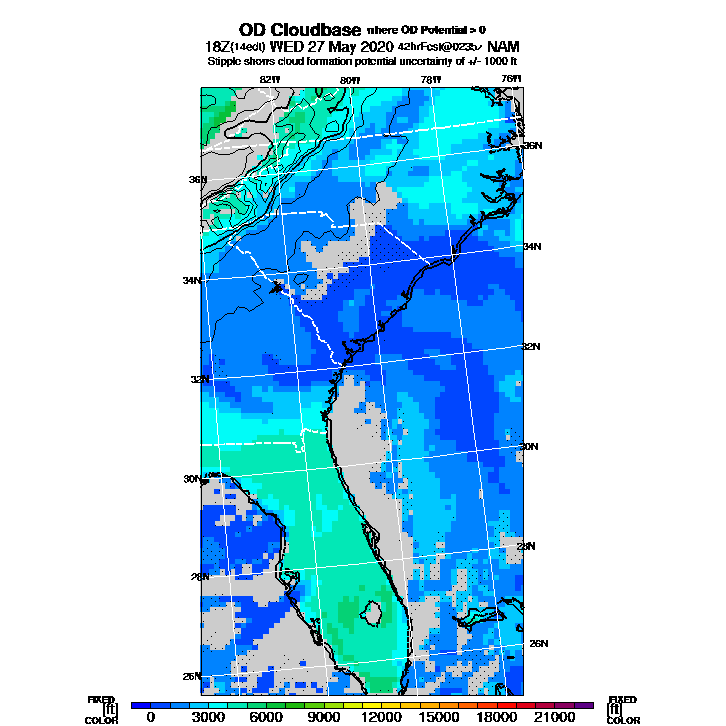 OD Cloudbase where OD Potential > 0
18Z(14edt) WED 27 May 2020 42hrFcst@0235z NAM
Stipple shows cloud formation potential uncertainty of +/- 1000 ft
82W 80W 78W 76W
36N
36N
34N
34N
32N
32N
30N
30N
28N
28N
26N
26N
FIXED FIXED
[ft] 0 3000 6000 9000 12000 15000 18000 21000 [ft]
COLOR COLOR